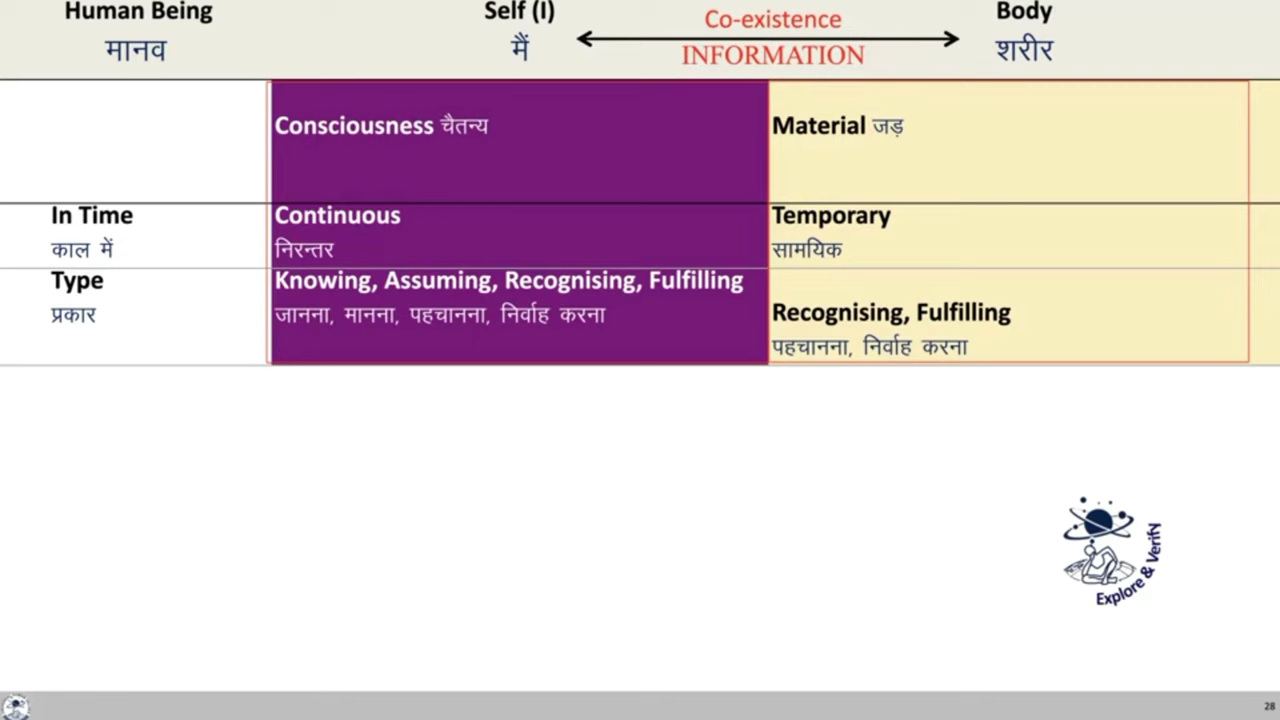 Human Being Self (I) Co-existence Body
मानव मैं INFORMATION शरीर
Consciousness चैतन्य Material जड़
In Time Continuous Temporary
काल में निरन्तर सामयिक
Type Knowing, Assuming, Recognising, Fulfilling
प्रकार जानना, मानना, पहचानना, निर्वाह करना Recognising, Fulfilling
पहचानना, निर्वाह करना
Explore & Verify
28